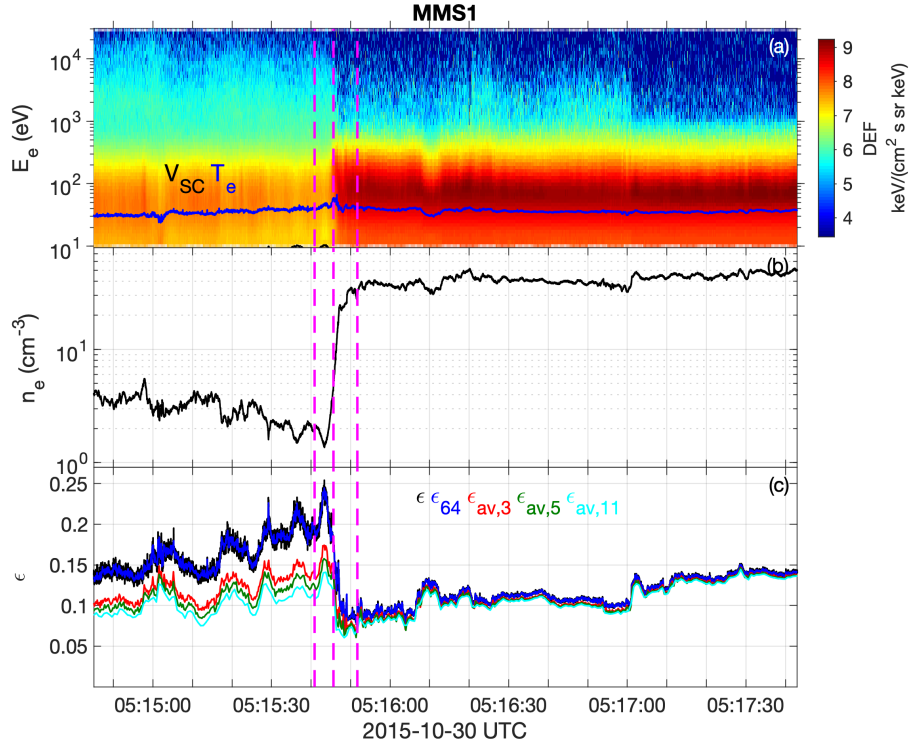 MMS1
(a)
10⁴
10³
10²
10¹
E_e (eV)
V_SC T_e
9
8
7
6
5
4
DEF
keV/(cm² s sr keV)
(b)
10¹
10⁰
n_e (cm⁻³)
(c)
0.25
0.2
0.15
0.1
0.05
ϵ
ϵ ϵ_64 ϵ_av,3 ϵ_av,5 ϵ_av,11
05:15:00 05:15:30 05:16:00 05:16:30 05:17:00 05:17:30
2015-10-30 UTC